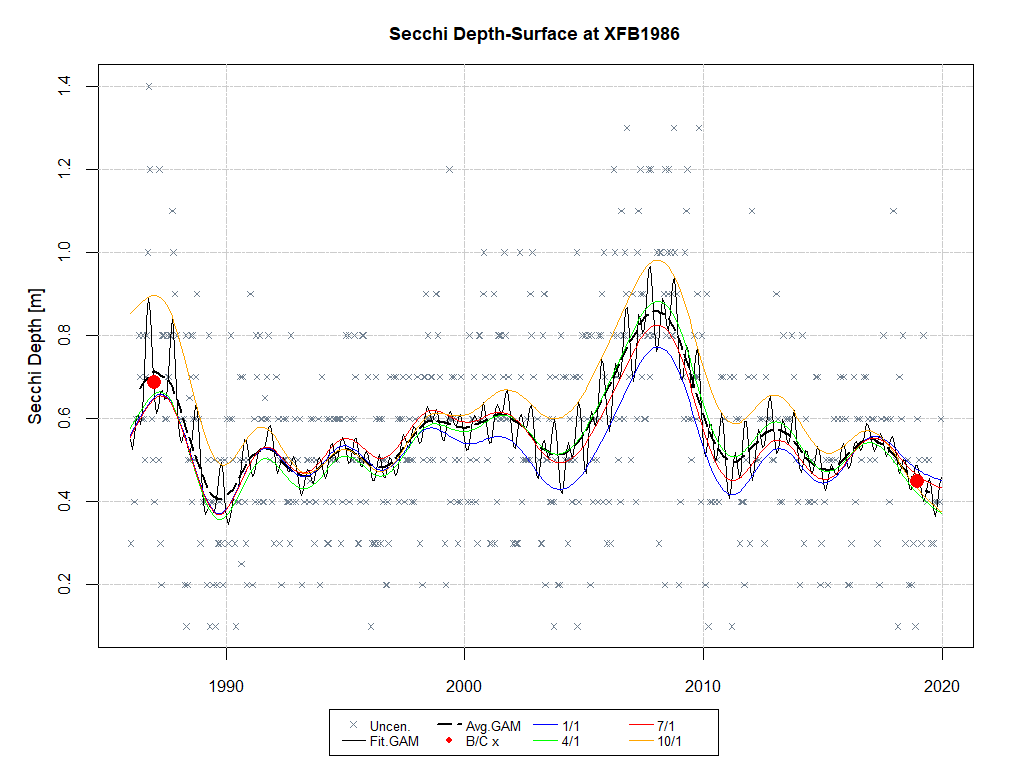 Secchi Depth-Surface at XFB1986
Secchi Depth [m]
1.4
1.2
1.0
0.8
0.6
0.4
0.2
1990 2000 2010 2020
Uncen. Avg.GAM 1/1 7/1
Fit.GAM B/C x 4/1 10/1